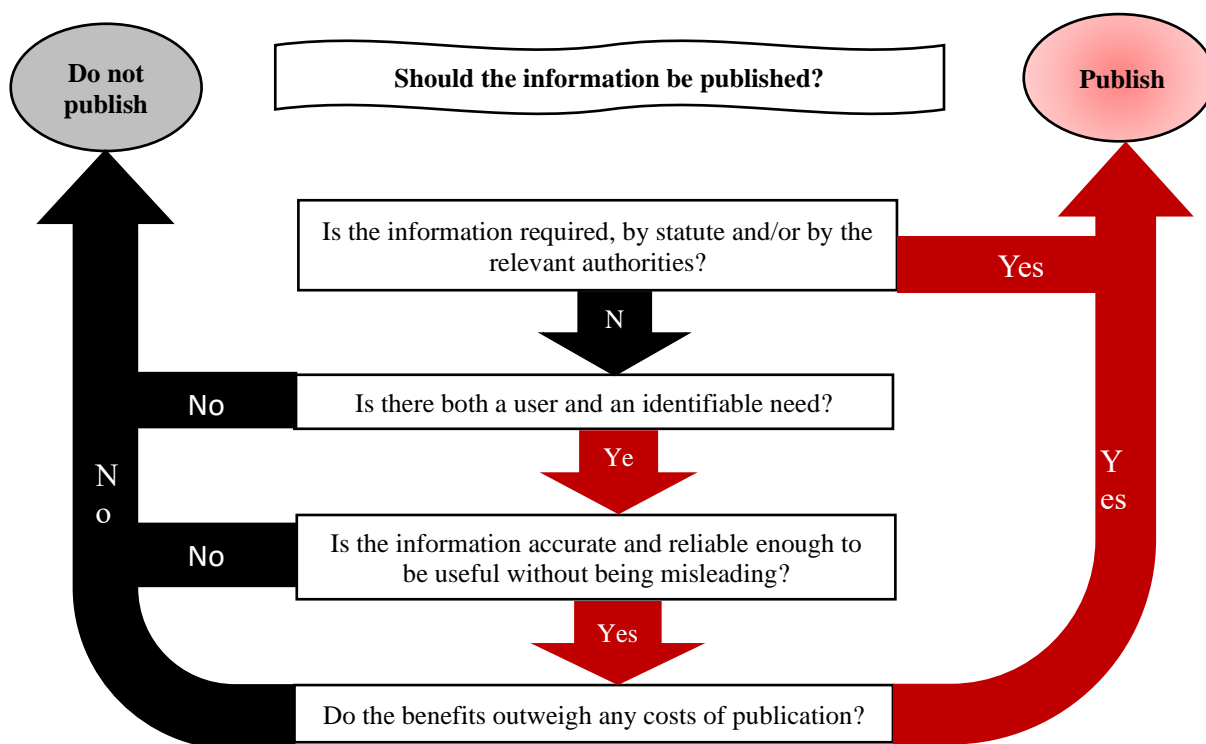 Do not
publish
Should the information be published?
Publish
Is the information required, by statute and/or by the
relevant authorities?
Yes
N
Is there both a user and an identifiable need?
No
Ye
N
o
Y
es
Is the information accurate and reliable enough to
be useful without being misleading?
No
Yes
Do the benefits outweigh any costs of publication?